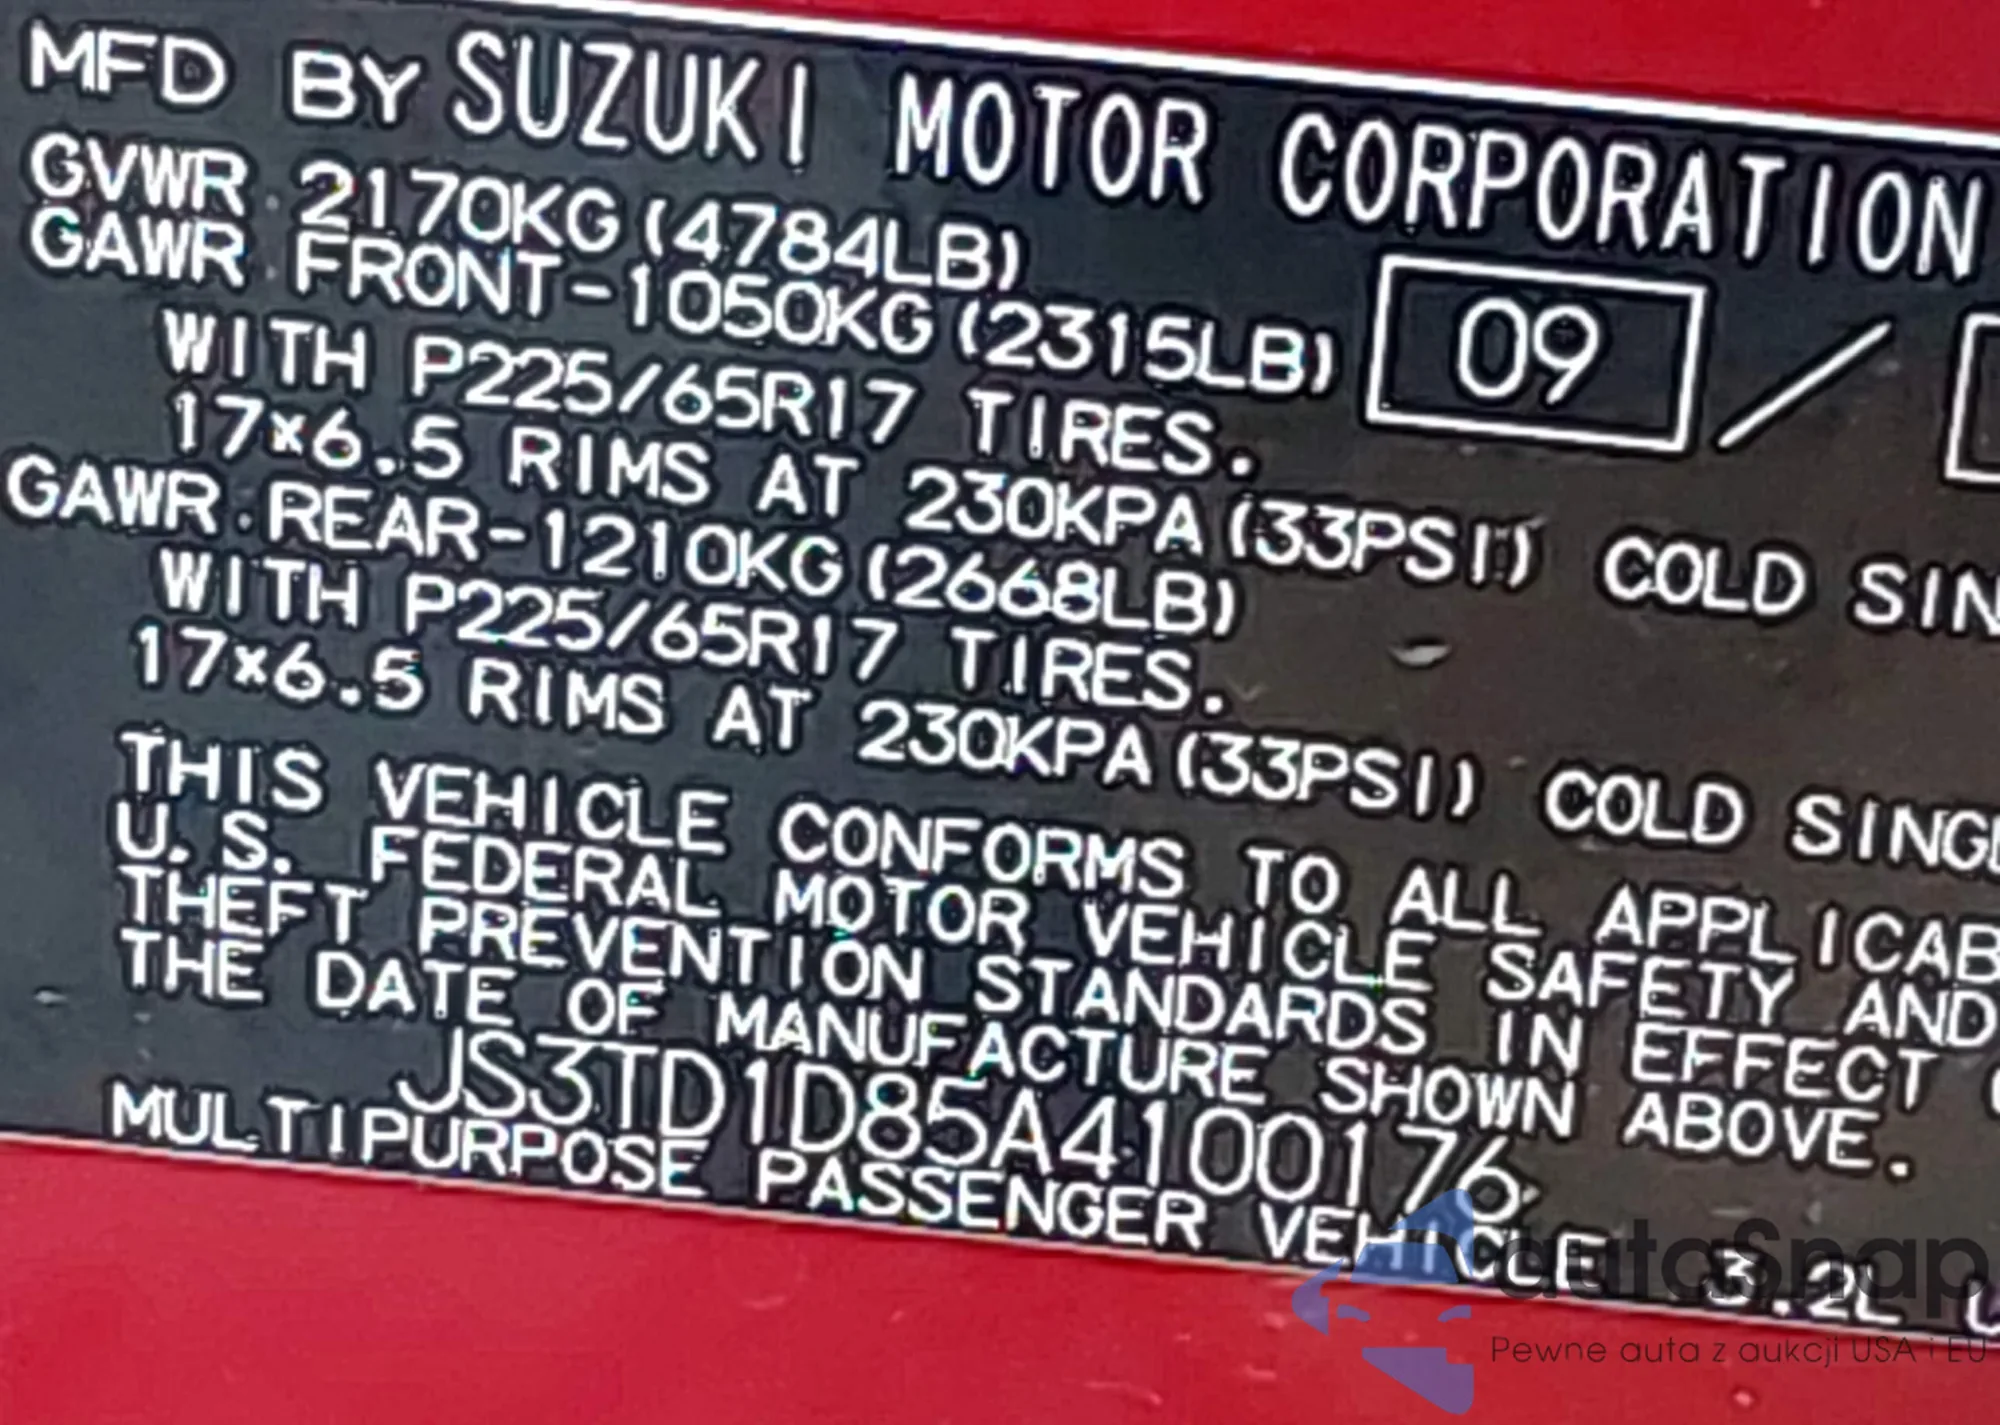 MFD BY SUZUKI MOTOR CORPORATION
GVWR 2170KG (4784LB)
GAWR FRONT-1050KG (2315LB) 09 /
WITH P225/65R17 TIRES.
17×6.5 RIMS AT 230KPA (33PSI) COLD SIN
GAWR REAR-1210KG (2668LB)
WITH P225/65R17 TIRES.
17×6.5 RIMS AT 230KPA (33PSI) COLD SINGL
THIS VEHICLE CONFORMS TO ALL APPLICAB
U.S. FEDERAL MOTOR VEHICLE SAFETY AND
THEFT PREVENTION STANDARDS IN EFFECT
THE DATE OF MANUFACTURE SHOWN ABOVE.
JS3TD1D85A4100176
MULTIPURPOSE PASSENGER VEHICLE 3.2L
autasnap
Pewne auta z aukcji USA i EU